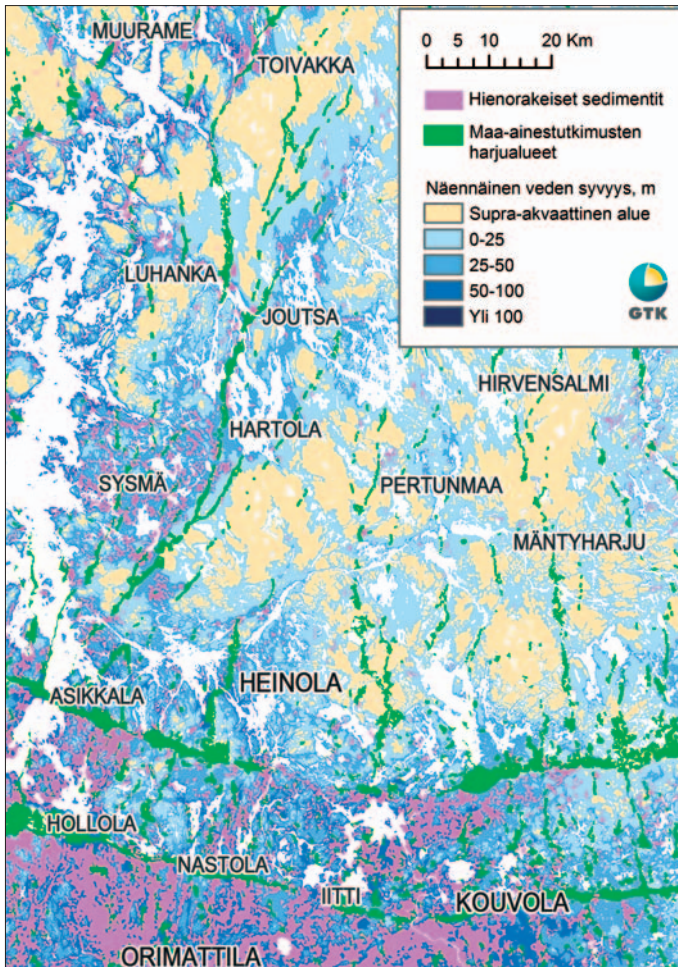 MUURAME
TOIVAKKA
LUHANKA
JOUTSA
HIRVENSALMI
HARTOLA
SYSMÄ
PERTUNMAA
MÄNTYHARJU
HEINOLA
ASIKKALA
HOLLOLA
NASTOLA
IITTI
KOUVOLA
ORIMATTILA
0 5 10 20 Km
Hienorakeiset sedimentit
Maa-ainestutkimusten
harjualueet
Näennäinen veden syvyys, m
Supra-akvaattinen alue
0-25
25-50
50-100
Yli 100
GTK